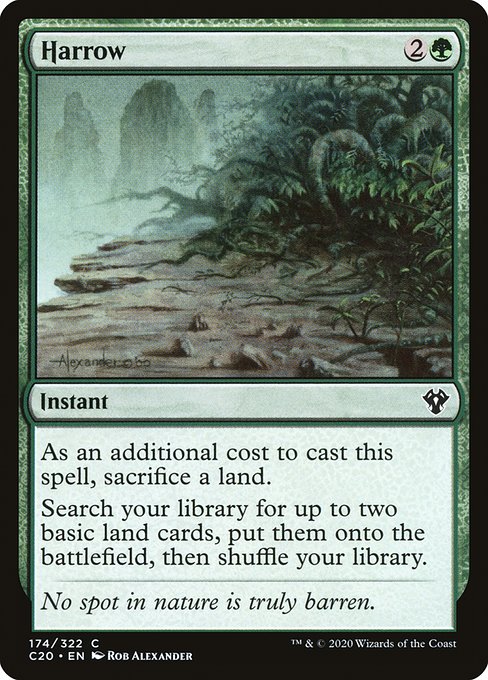 Harrow 2
Alexander ©'00
Instant
As an additional cost to cast this
spell, sacrifice a land.
Search your library for up to two
basic land cards, put them onto the
battlefield, then shuffle your library.
No spot in nature is truly barren.
174/322 C
™ & © 2020 Wizards of the Coast
C20 • EN Rob Alexander